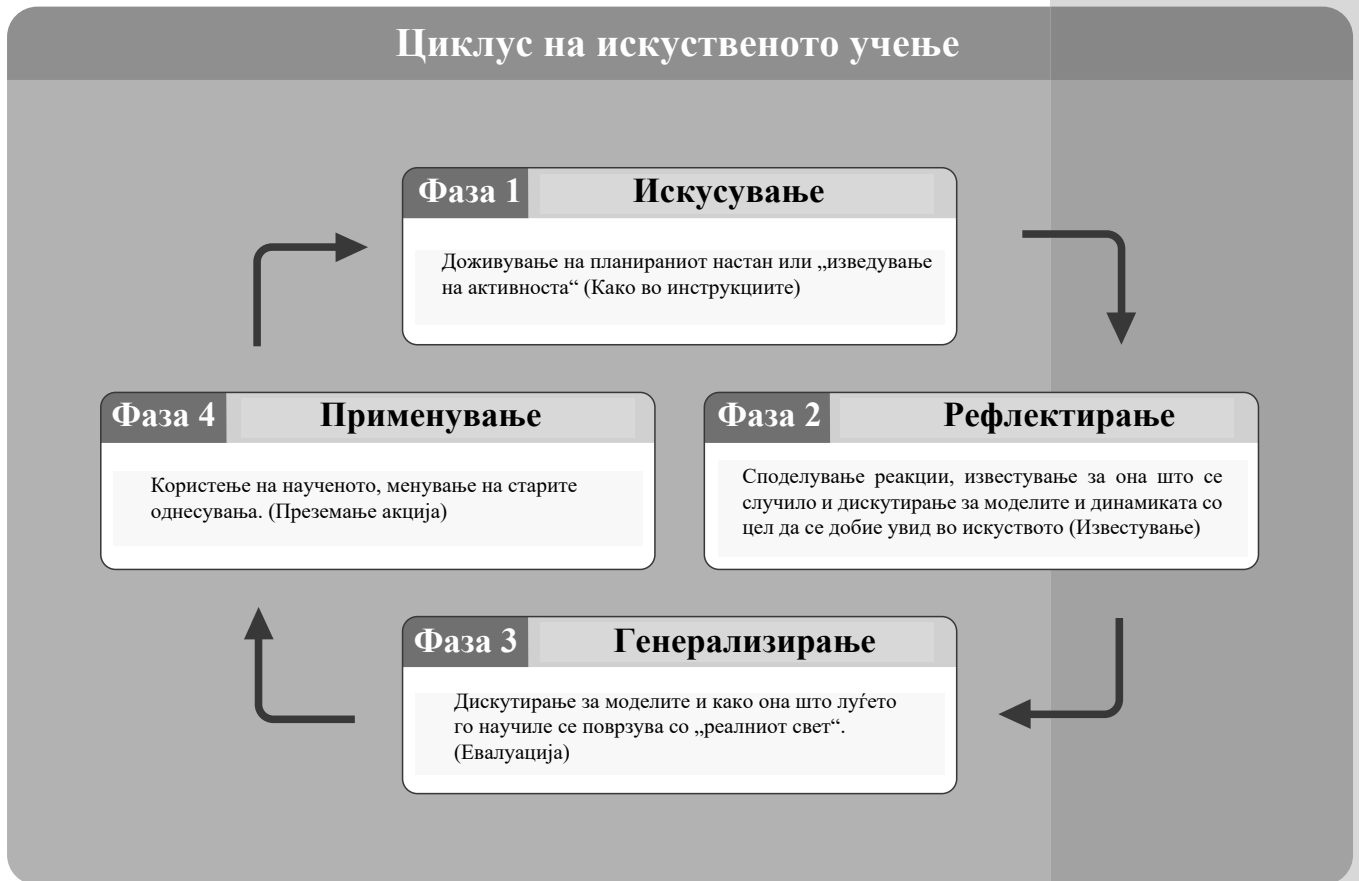 Циклус на искуственото учење
Фаза 1 Искусување
Доживување на планираниот настан или „изведување
на активноста“ (Како во инструкциите)
Фаза 4 Применување
Користење на наученото, менување на старите
однесувања. (Преземање акција)
Фаза 2 Рефлектирање
Споделување реакции, известување за она што се
случило и дискутирање за моделите и динамиката со
цел да се добие увид во искуството (Известување)
Фаза 3 Генерализирање
Дискутирање за моделите и како она што луѓето
го научиле се поврзува со „реалниот свет“.
(Евалуација)